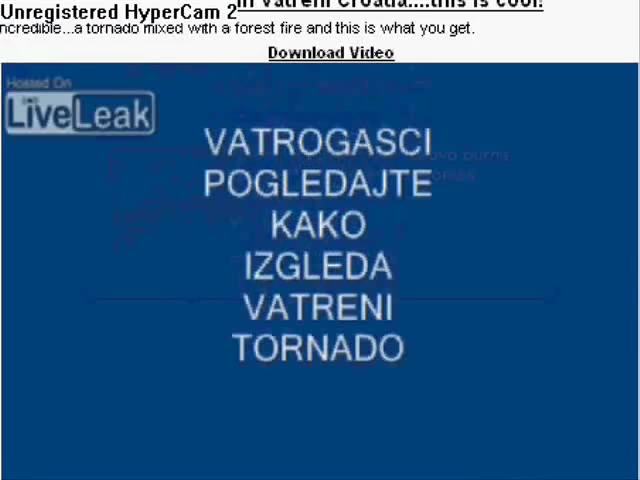 Unregistered HyperCam 2
in Vatreni Croatia....this is cool!
ncredible...a tornado mixed with a forest fire and this is what you get.
Download Video
Hosted On
LiveLeak
VATROGASCI
POGLEDAJTE
KAKO
IZGLEDA
VATRENI
TORNADO